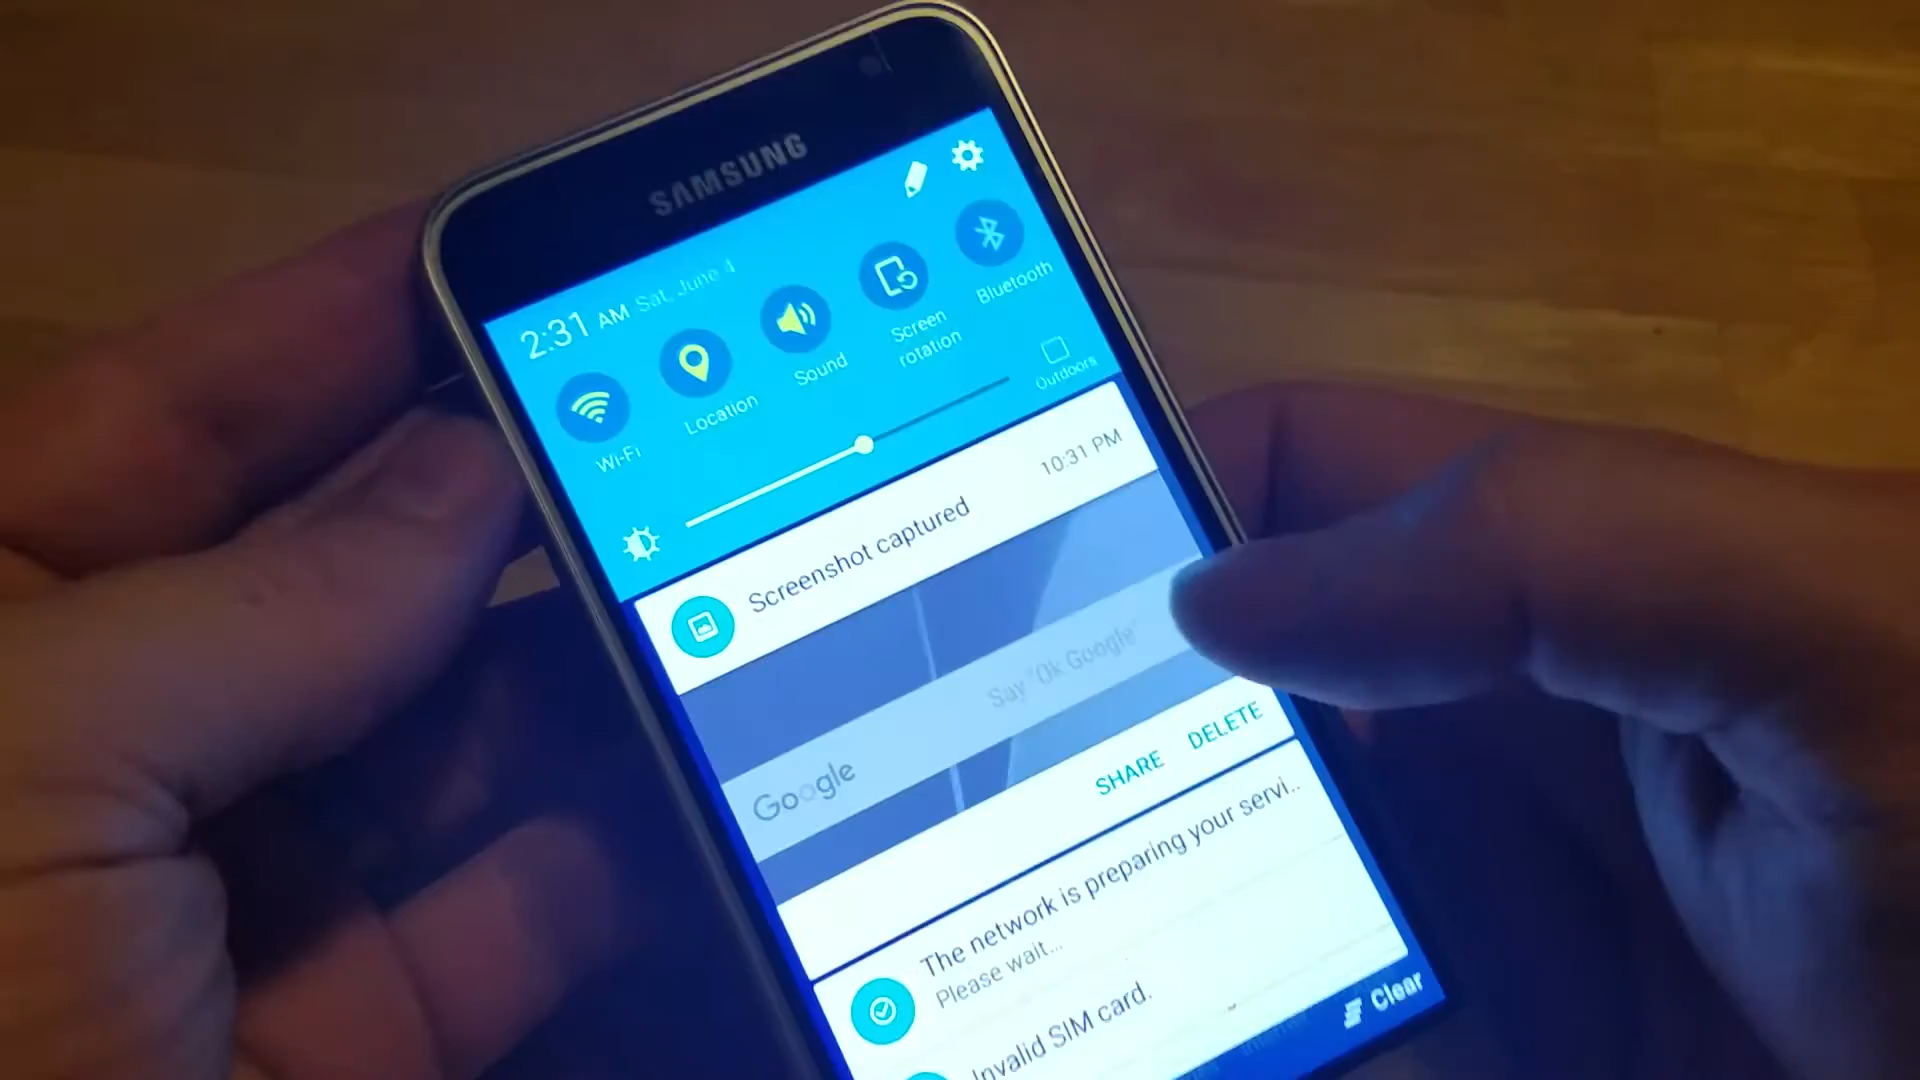 SAMSUNG
2:31 AM Sat, June 4
Wi-Fi
Location
Sound
Screen
rotation
Bluetooth
Outdoors
Screenshot captured
10:31 PM
Google
Say "Ok Google"
SHARE
DELETE
The network is preparing your servi..
Please wait...
Invalid SIM card.
Clear